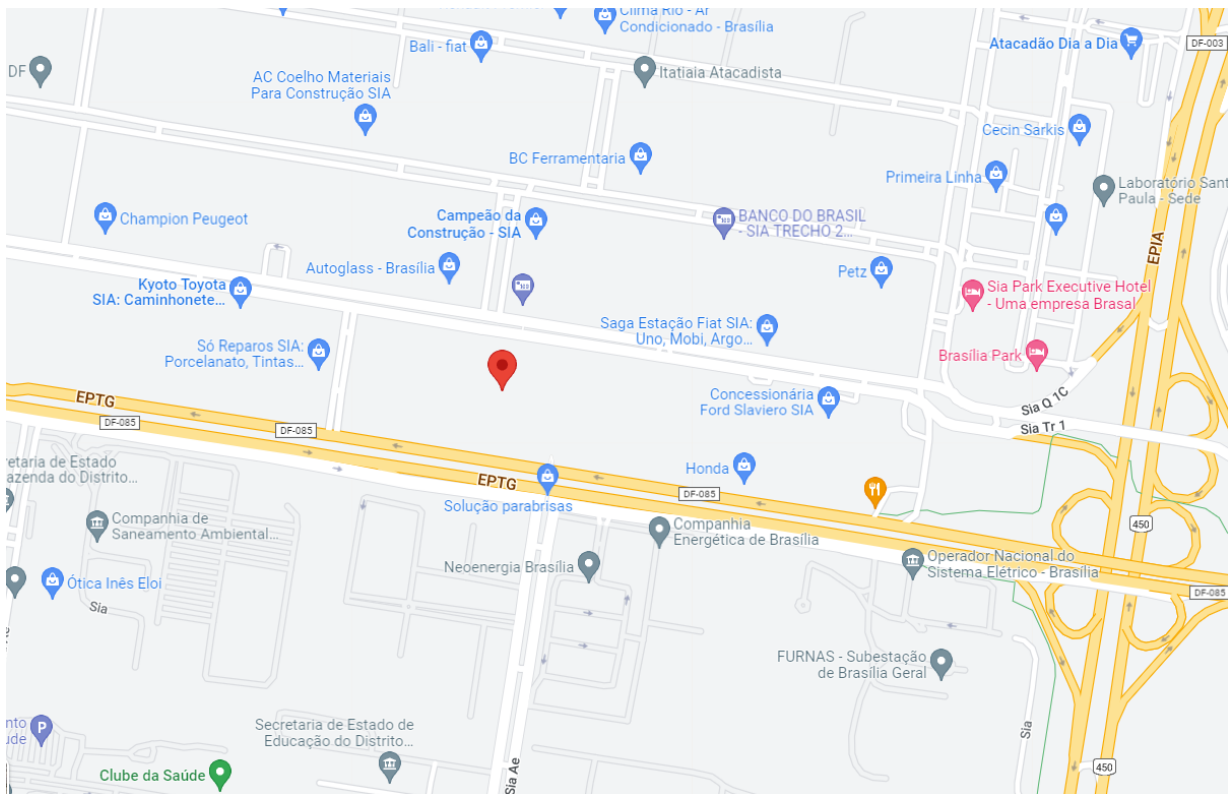 Clima Rio - Ar
Condicionado - Brasília
Bali - fiat
Atacadão Dia a Dia
DF-003
DF
Itatiaia Atacadista
AC Coelho Materiais
Para Construção SIA
Cecin Sarkis
BC Ferramentaria
Primeira Linha
Laboratório Sant
Paula - Sede
Champion Peugeot
Campeão da
Construção - SIA
BANCO DO BRASIL
- SIA TRECHO 2...
EPIA
Autoglass - Brasília
Petz
Kyoto Toyota
SIA: Caminhonete...
Sia Park Executive Hotel
- Uma empresa Brasal
Saga Estação Fiat SIA:
Uno, Mobi, Argo...
Só Reparos SIA:
Porcelanato, Tintas...
Brasília Park
EPTG
Concessionária
Ford Slaviero SIA
Sia Q 1C
DF-085
DF-085
Sia Tr 1
retaria de Estado
azenda do Distrito...
Honda
EPTG
DF-085
Solução parabrisas
Companhia de
Saneamento Ambiental...
Companhia
Energética de Brasília
450
Neoenergia Brasília
Operador Nacional do
Sistema Elétrico - Brasília
Ótica Inês Eloi
DF-085
Sia
FURNAS - Subestação
de Brasília Geral
nto
úde
P
Secretaria de Estado de
Educação do Distrito...
Sia
Sia Ae
Clube da Saúde
450